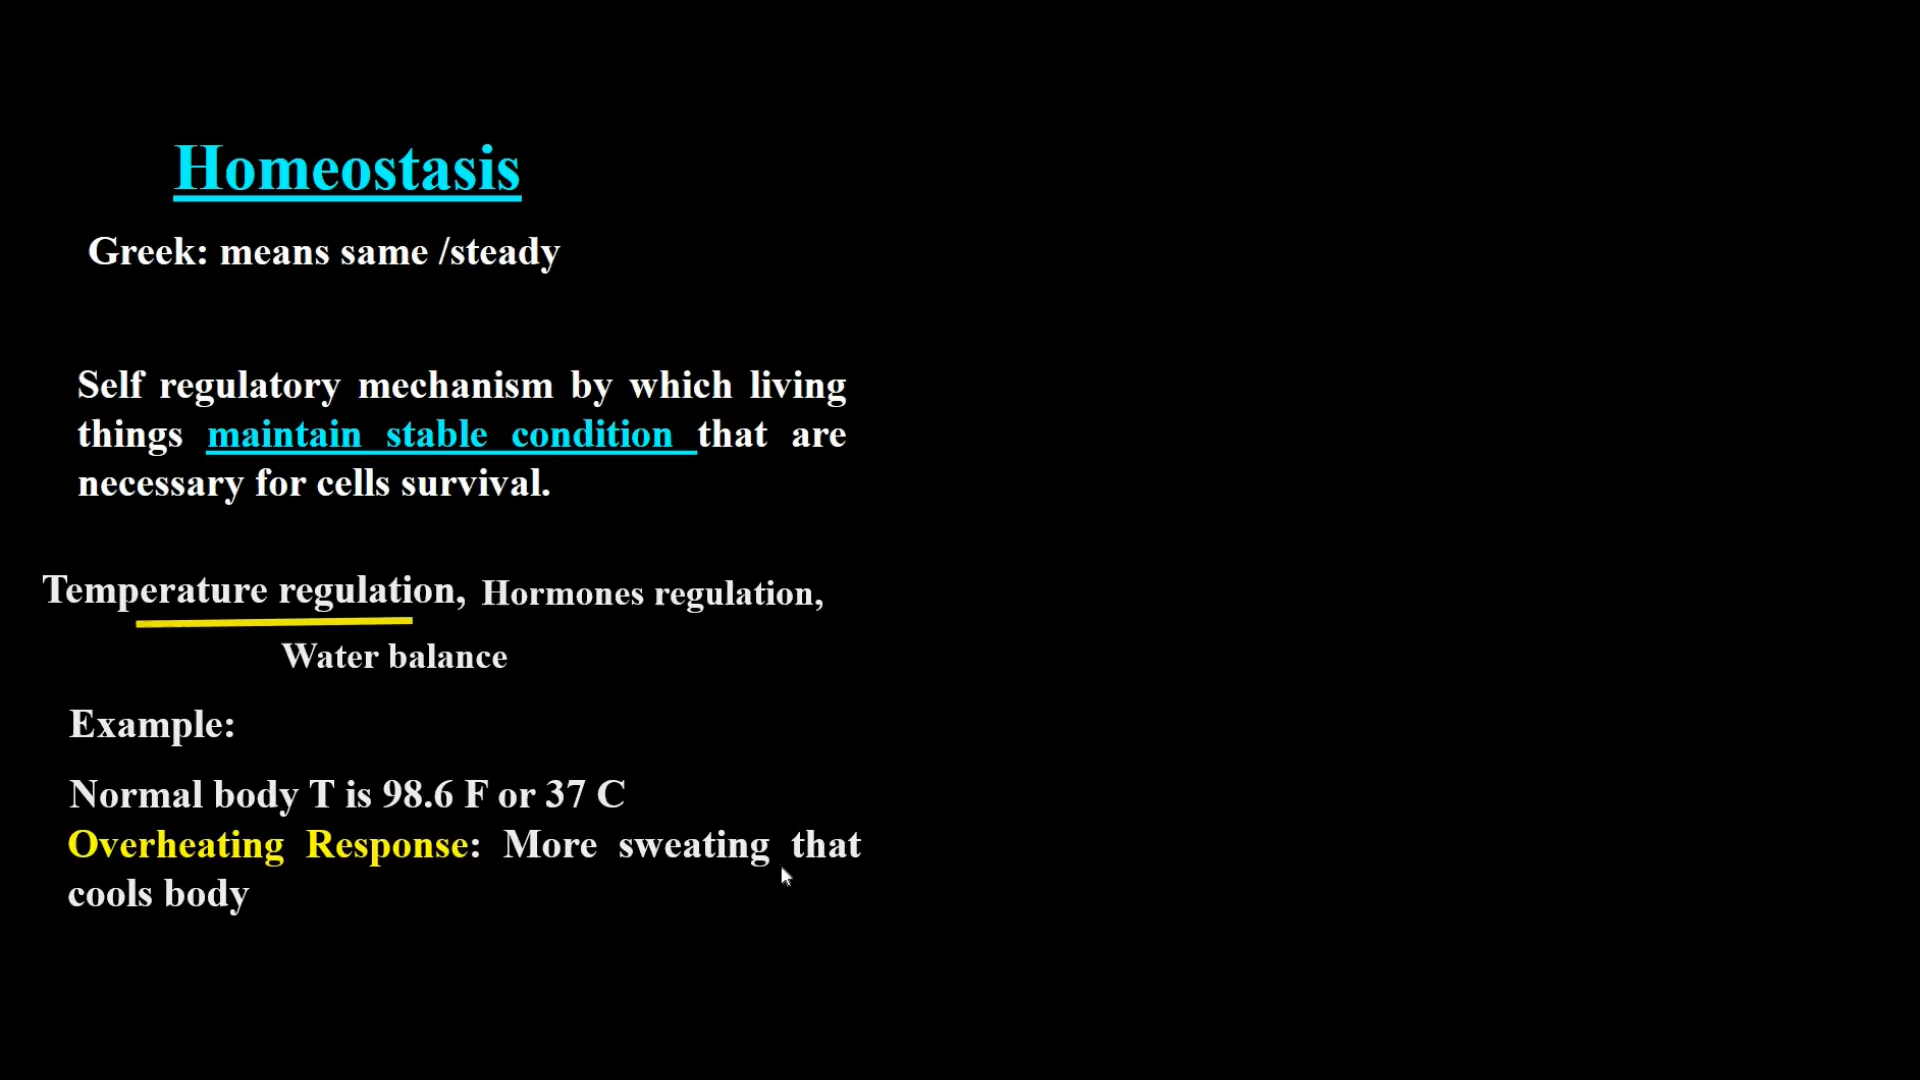 Homeostasis
Greek: means same /steady
Self regulatory mechanism by which living
things maintain stable condition that are
necessary for cells survival.
Temperature regulation, Hormones regulation,
Water balance
Example:
Normal body T is 98.6 F or 37 C
Overheating Response: More sweating that
cools body